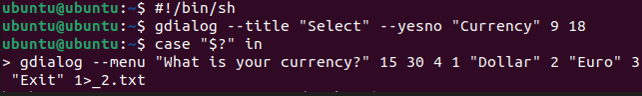 ubuntu@ubuntu:~$ #!/bin/sh
ubuntu@ubuntu:~$ gdialog --title "Select" --yesno "Currency" 9 18
ubuntu@ubuntu:~$ case "$?" in
> gdialog --menu "What is your currency?" 15 30 4 1 "Dollar" 2 "Euro" 3
"Exit" 1>_2.txt